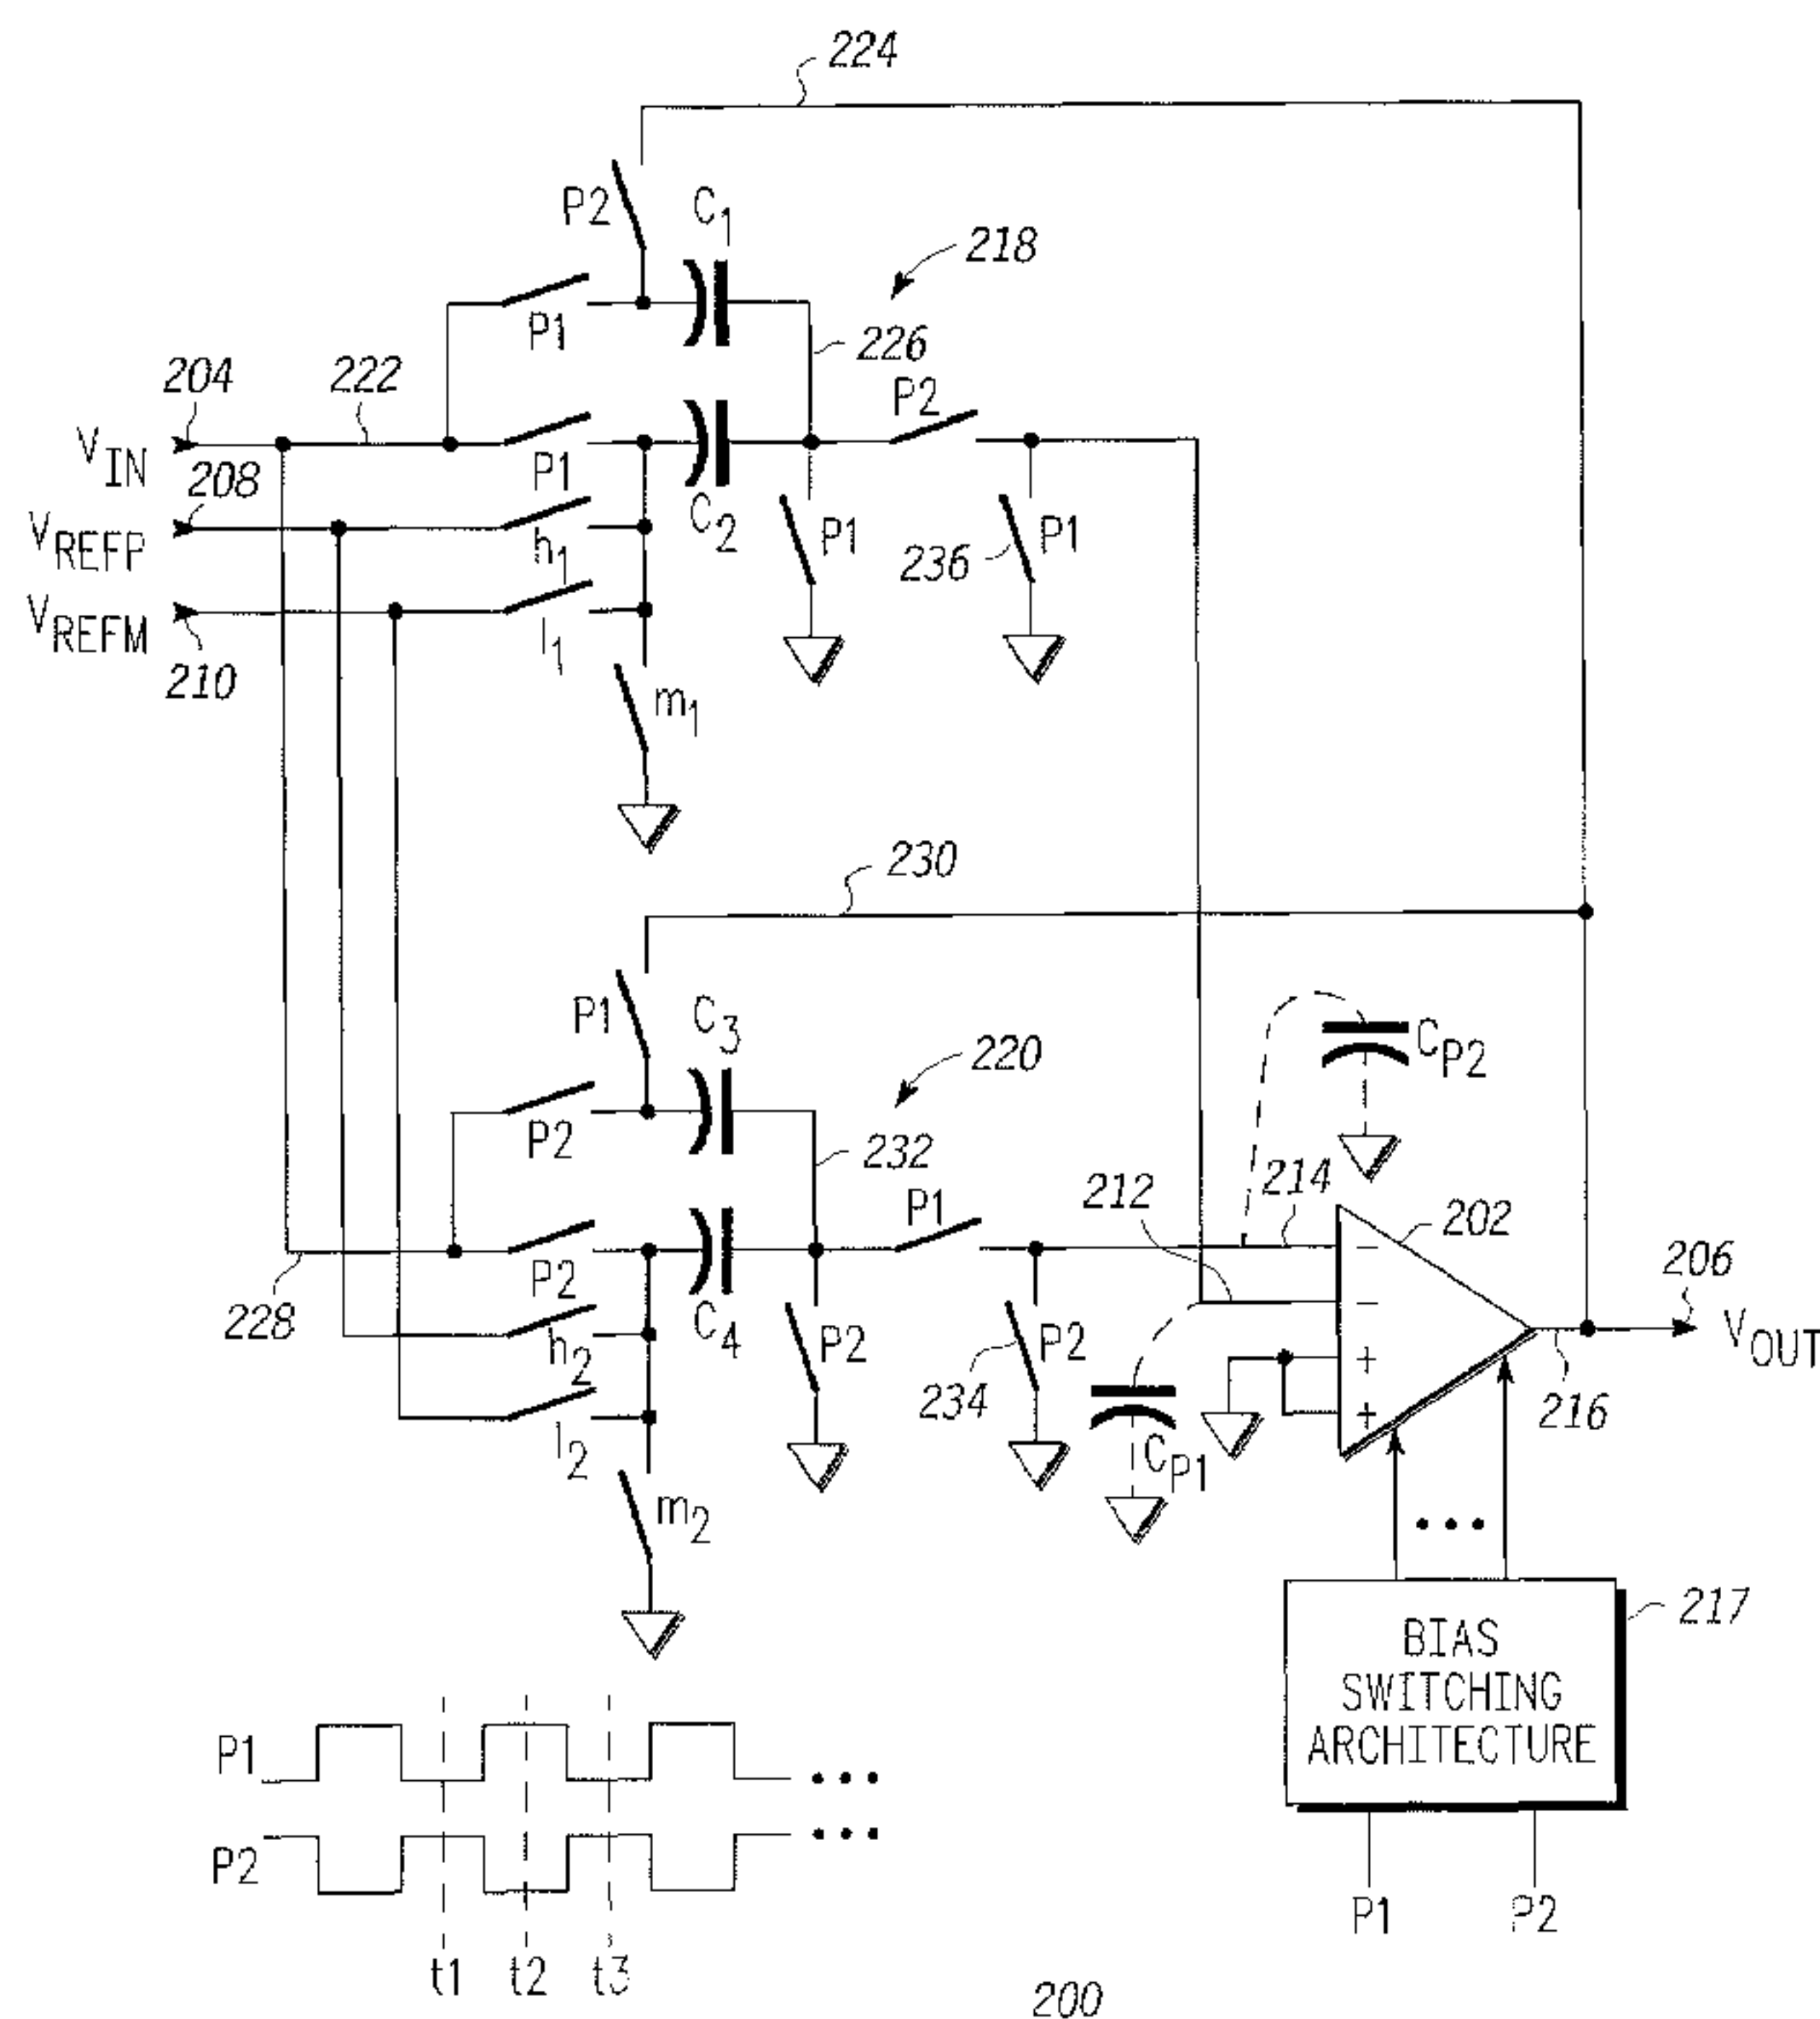 224
P2
C1
218
P1
226
204
222
P2
VIN
208
P1
C2
VREFP
h1
P1
236
P1
VREFM
l1
210
m1
230
P1
C3
CP2
220
P2
232
214
212
P1
202
206
228
P2
C4
h2
P2
234
P2
VOUT
216
l2
CP1
m2
217
BIAS
SWITCHING
ARCHITECTURE
P1
P2
P1
P2
t1
t2
t3
200